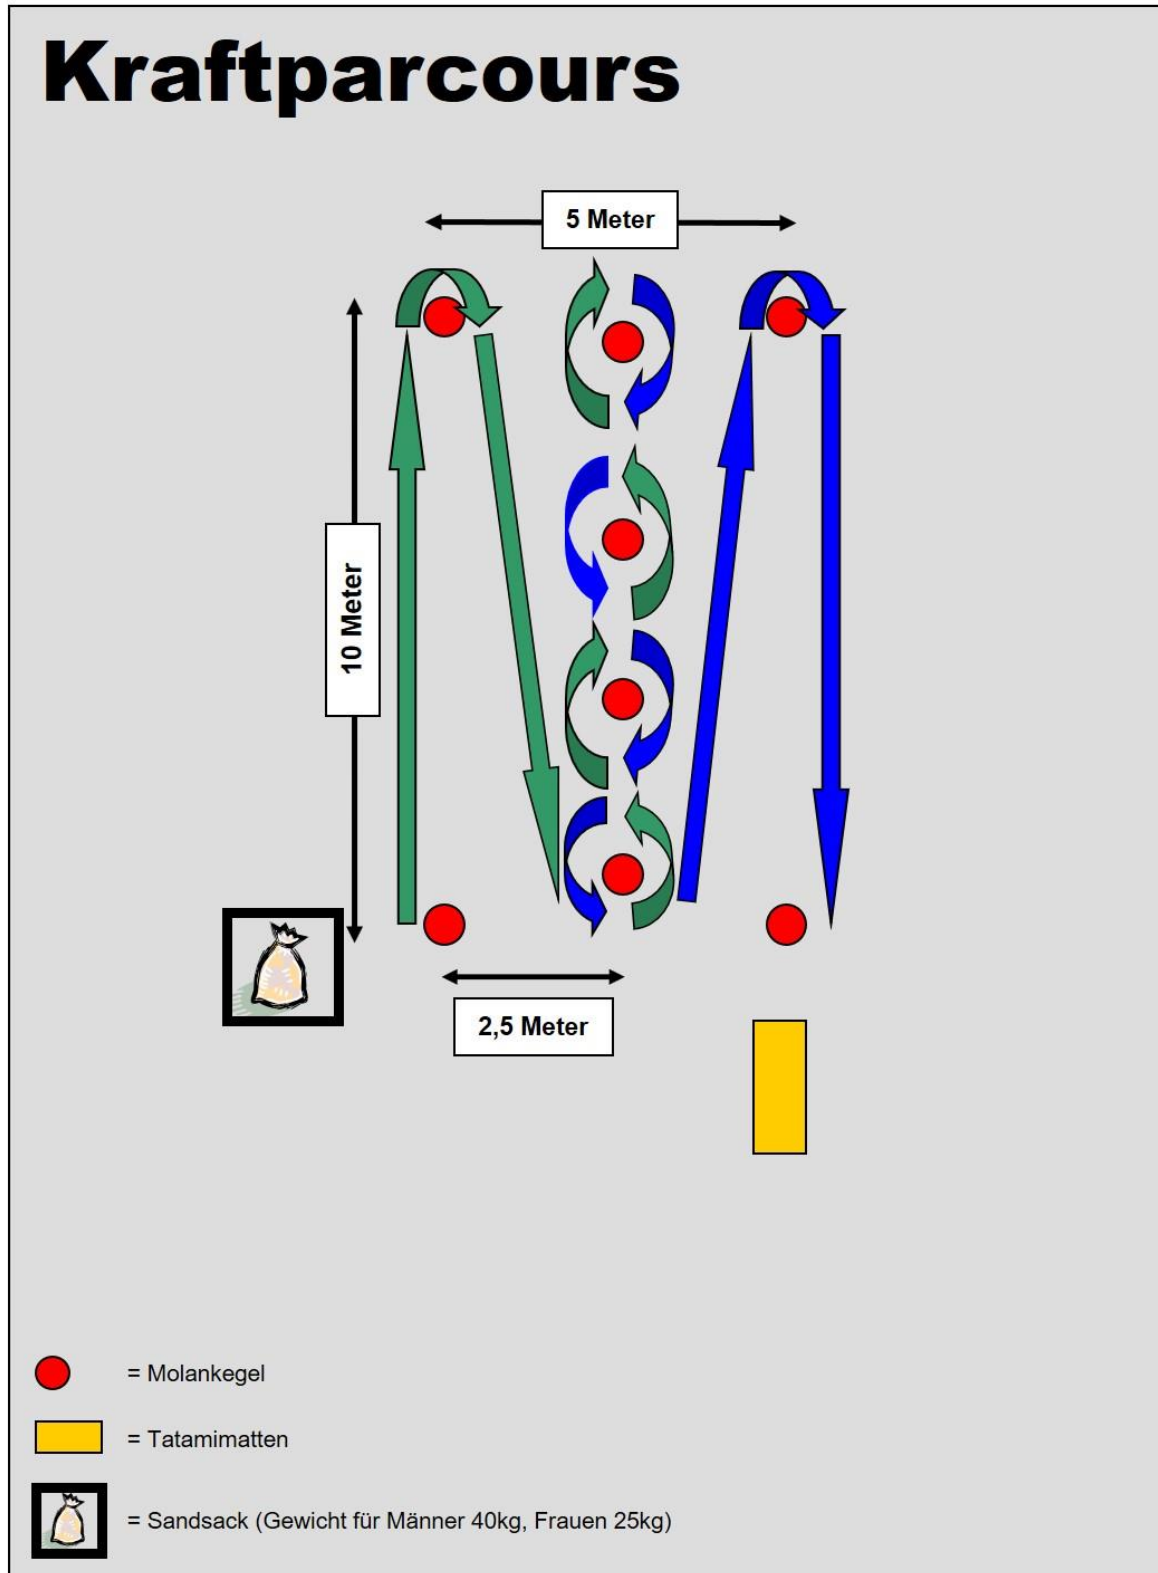 Kraftparcours
5 Meter
10 Meter
2,5 Meter
= Molankegel
= Tatamimatten
= Sandsack (Gewicht für Männer 40kg, Frauen 25kg)